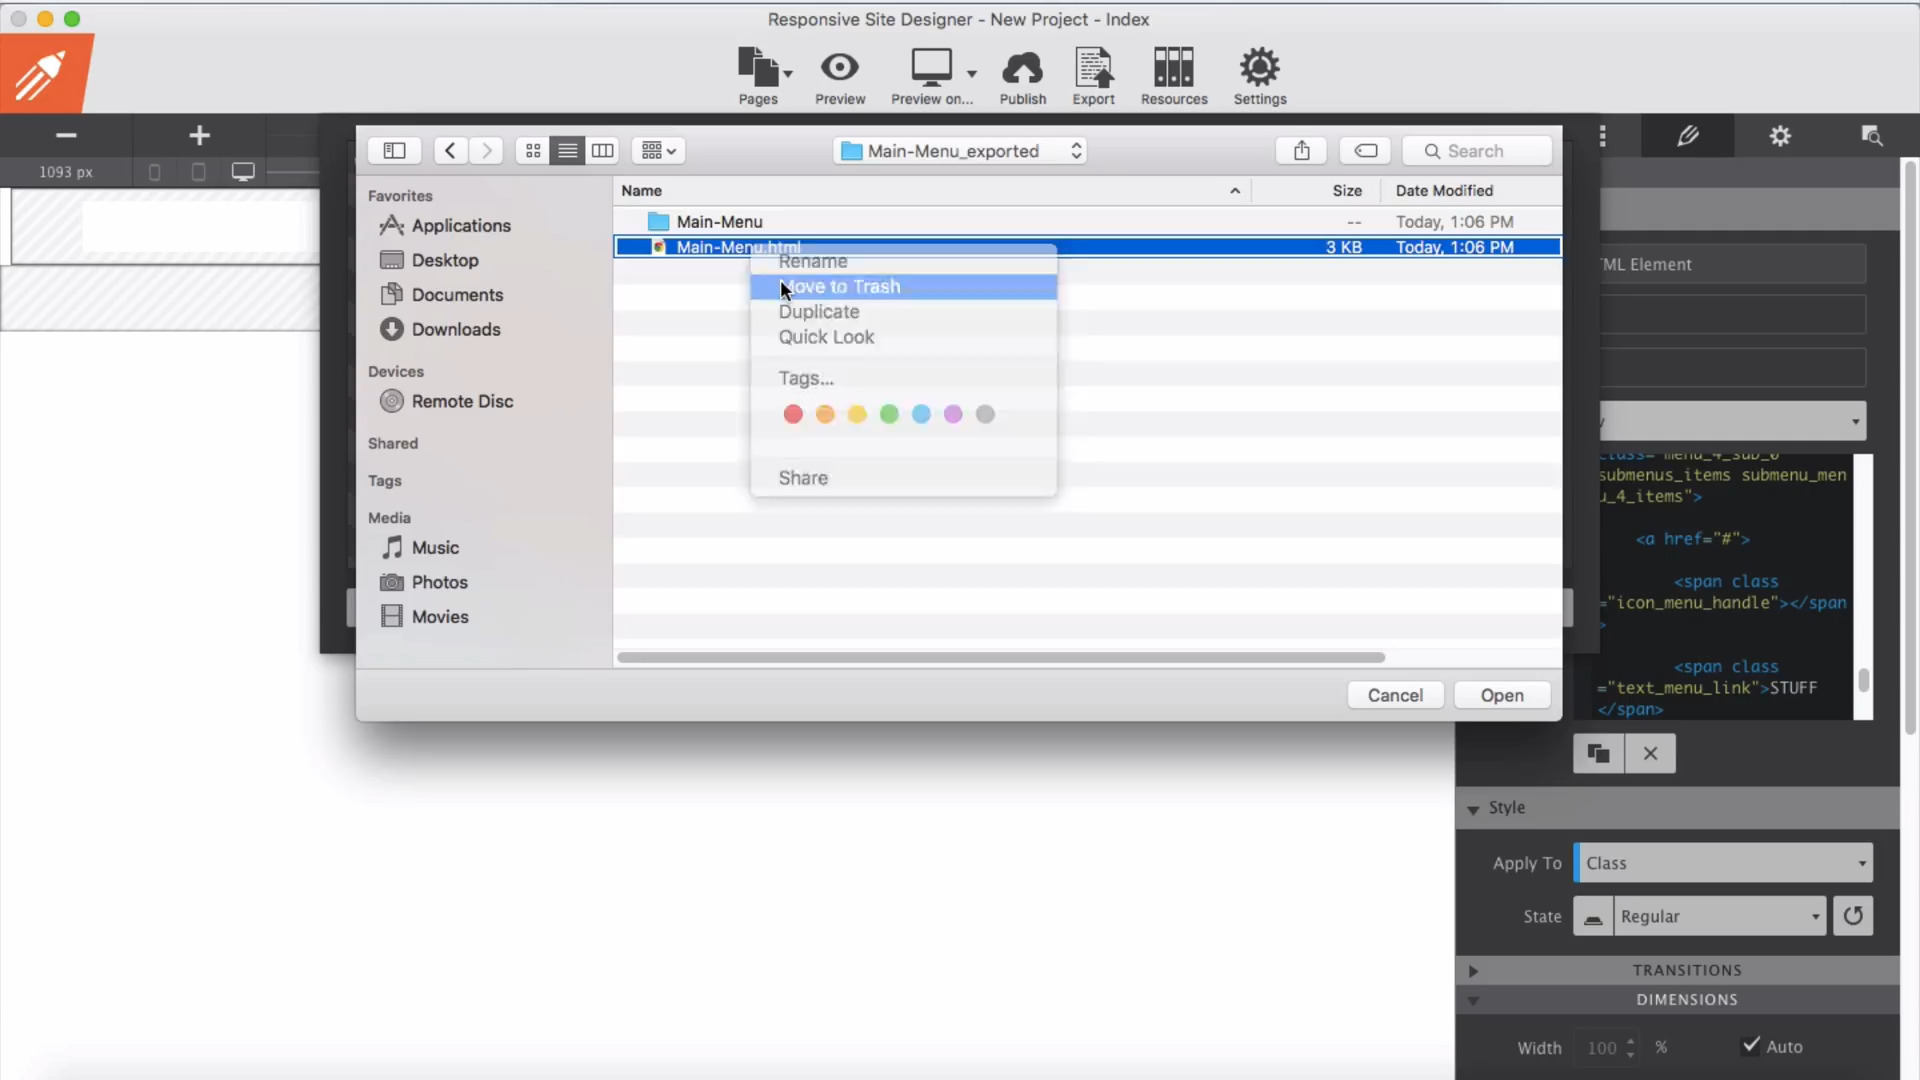 Responsive Site Designer - New Project - Index
Pages
Preview
Preview on...
Publish
Export
Resources
Settings
1093 px
Main-Menu_exported
Search
Favorites
Applications
Desktop
Documents
Downloads
Devices
Remote Disc
Shared
Tags
Media
Music
Photos
Movies
Name
Size
Date Modified
Main-Menu
--
Today, 1:06 PM
Main-Menu.html
3 KB
Today, 1:06 PM
Rename
Move to Trash
Duplicate
Quick Look
Tags...
Share
Cancel
Open
ML Element
class="menu_4_sub_0
submenus_items submenu_men
u_4_items">
<a href="#">
<span class
="icon_menu_handle"></span
>
<span class
="text_menu_link">STUFF
</span>
Style
Apply To
Class
State
Regular
TRANSITIONS
DIMENSIONS
Width
100
%
Auto